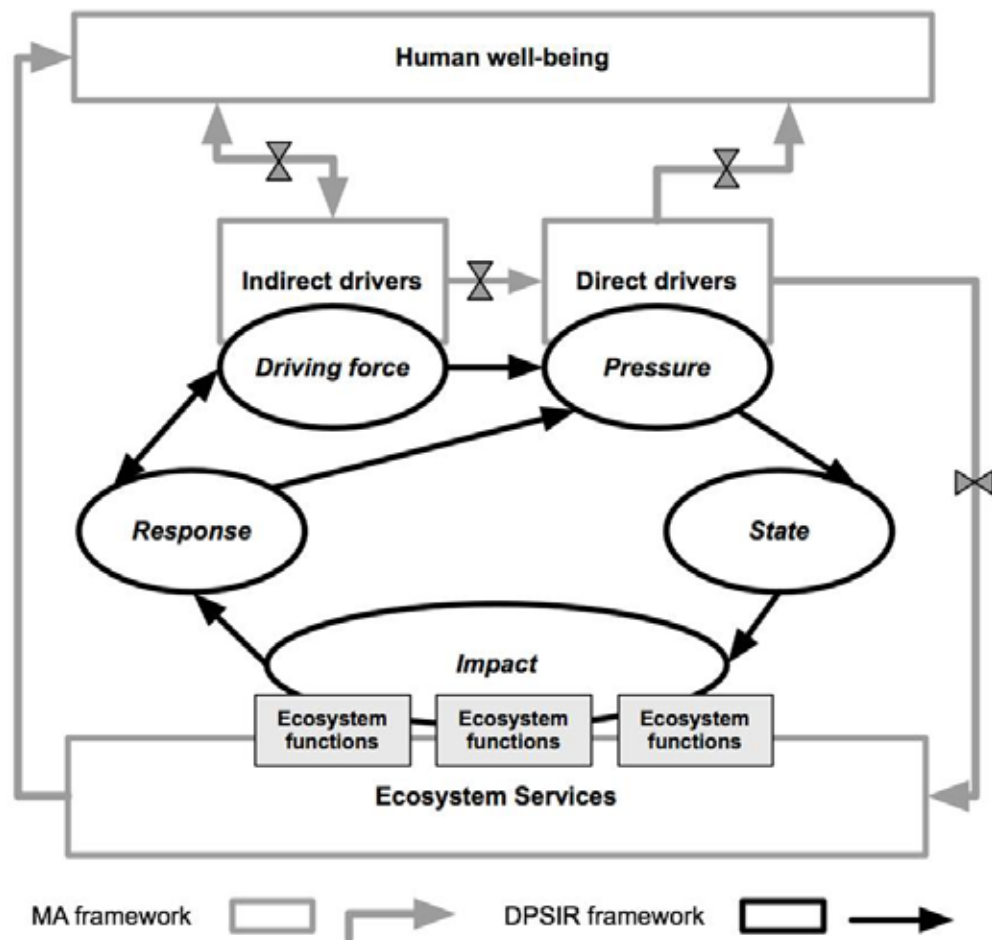 Human well-being
Indirect drivers
Direct drivers
Driving force
Pressure
Response
State
Impact
Ecosystem
functions
Ecosystem
functions
Ecosystem
functions
Ecosystem Services
MA framework
DPSIR framework